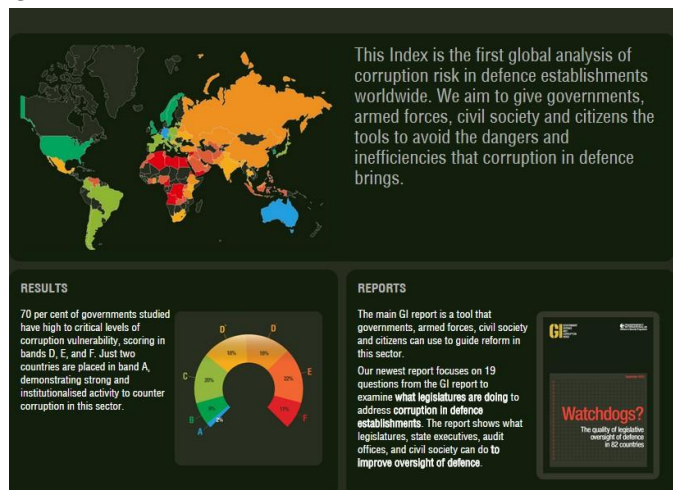 This Index is the first global analysis of
corruption risk in defence establishments
worldwide. We aim to give governments,
armed forces, civil society and citizens the
tools to avoid the dangers and
inefficiencies that corruption in defence
brings.
RESULTS
70 per cent of governments studied
have high to critical levels of
corruption vulnerability, scoring in
bands D, E, and F. Just two
countries are placed in band A,
demonstrating strong and
institutionalised activity to counter
corruption in this sector.
D+
D
C
E
B
F
A
20%
REPORTS
The main GI report is a tool that
governments, armed forces, civil society
and citizens can use to guide reform in
this sector.
Our newest report focuses on 19
questions from the GI report to
examine what legislatures are doing to
address corruption in defence
establishments. The report shows what
legislatures, state executives, audit
offices, and civil society can do to
improve oversight of defence.
GI
Watchdogs?
The quality of legislative
oversight of defence
in 82 countries